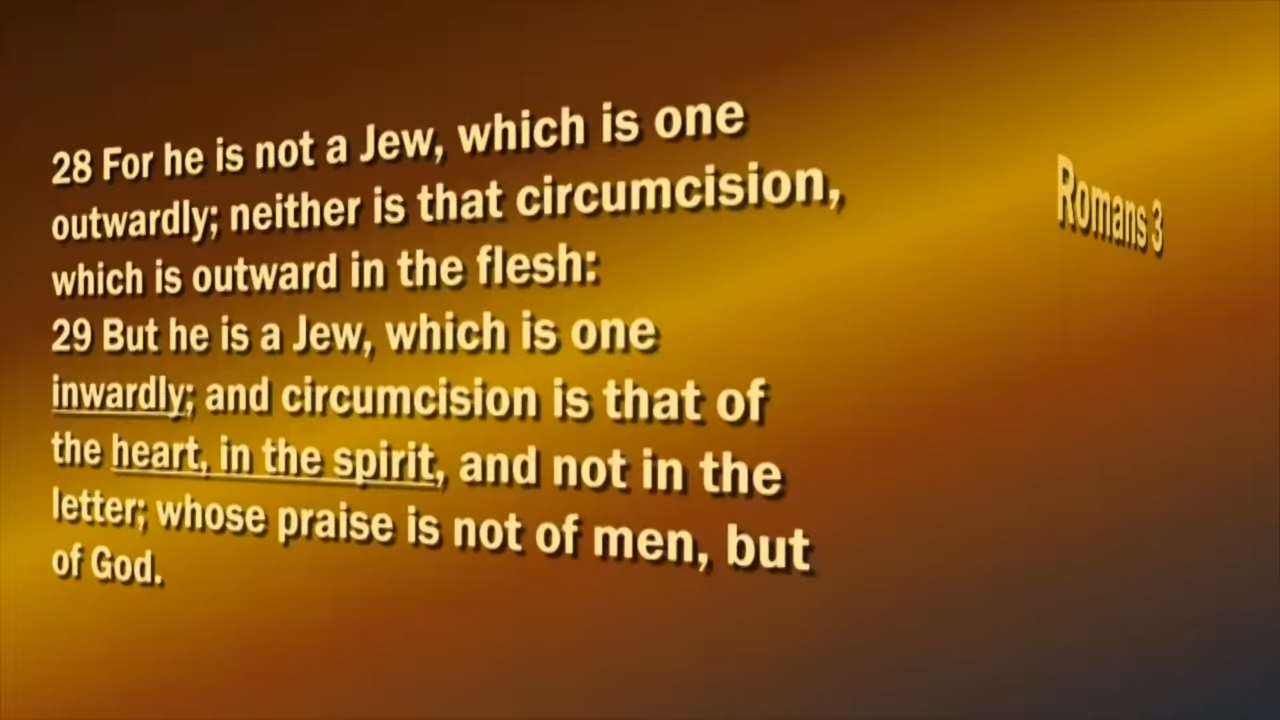 28 For he is not a Jew, which is one
outwardly; neither is that circumcision,
which is outward in the flesh:
29 But he is a Jew, which is one
inwardly; and circumcision is that of
the heart, in the spirit, and not in the
letter; whose praise is not of men, but
of God.
Romans 3